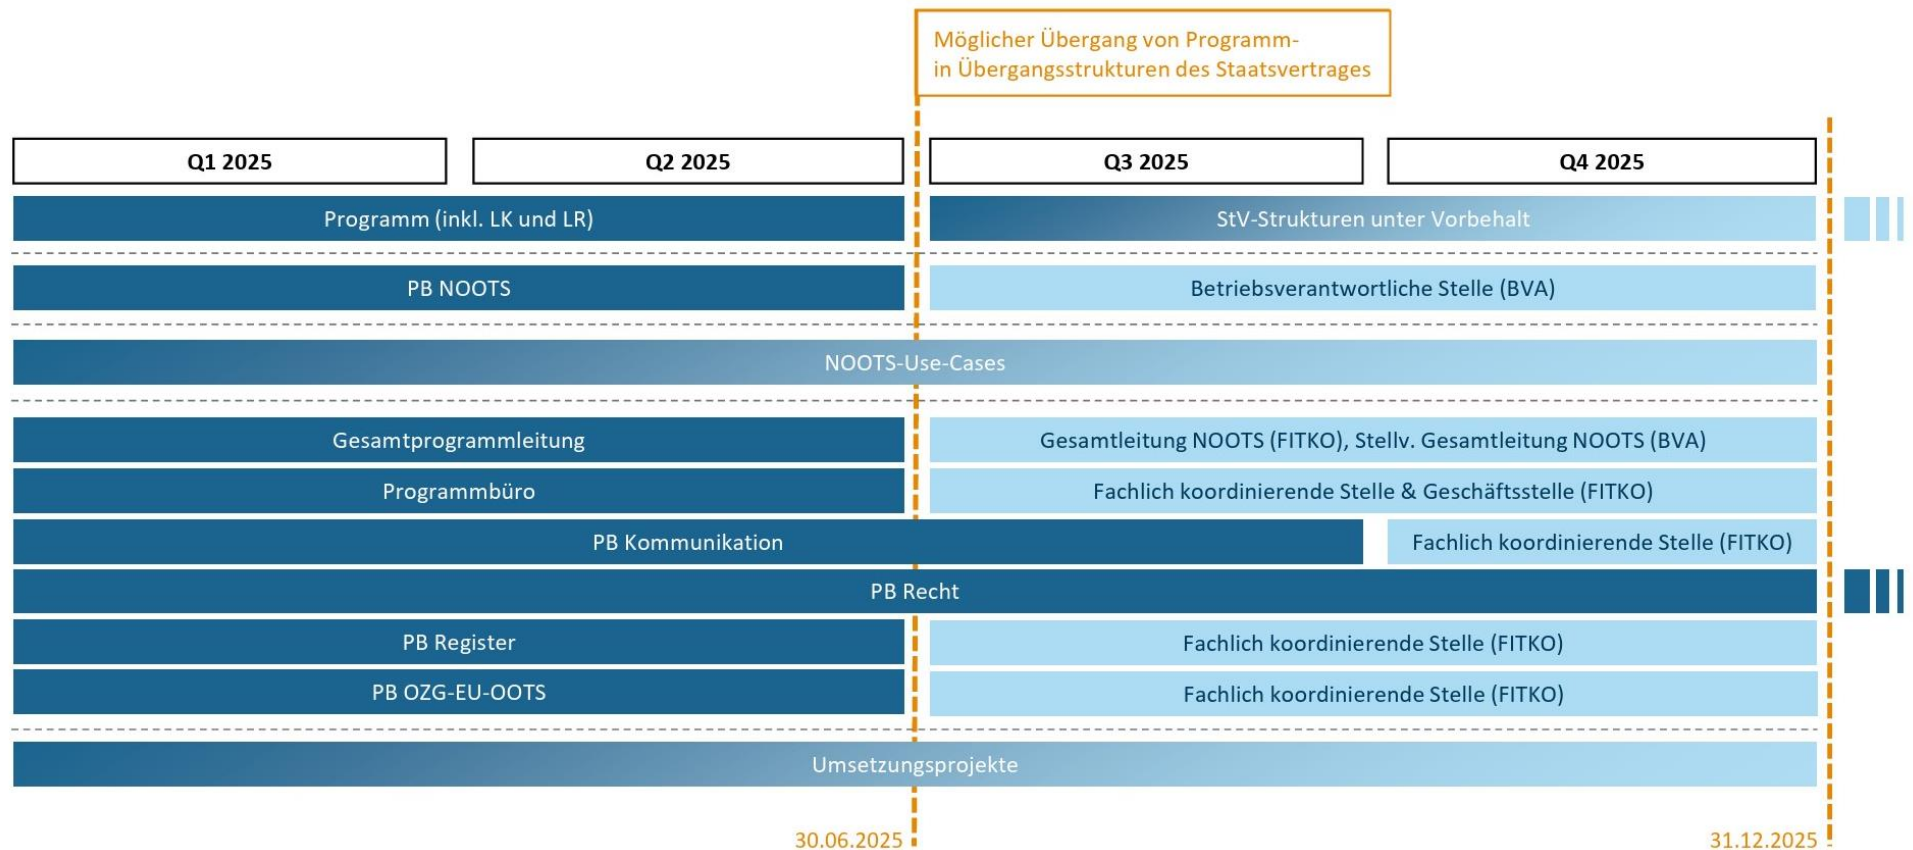 Möglicher Übergang von Programm-
in Übergangsstrukturen des Staatsvertrages
Q1 2025
Q2 2025
Q3 2025
Q4 2025
Programm (inkl. LK und LR)
StV-Strukturen unter Vorbehalt
PB NOOTS
Betriebsverantwortliche Stelle (BVA)
NOOTS-Use-Cases
Gesamtprogrammleitung
Gesamtleitung NOOTS (FITKO), Stellv. Gesamtleitung NOOTS (BVA)
Programmbüro
Fachlich koordinierende Stelle & Geschäftsstelle (FITKO)
PB Kommunikation
Fachlich koordinierende Stelle (FITKO)
PB Recht
PB Register
Fachlich koordinierende Stelle (FITKO)
PB OZG-EU-OOTS
Fachlich koordinierende Stelle (FITKO)
Umsetzungsprojekte
30.06.2025
31.12.2025